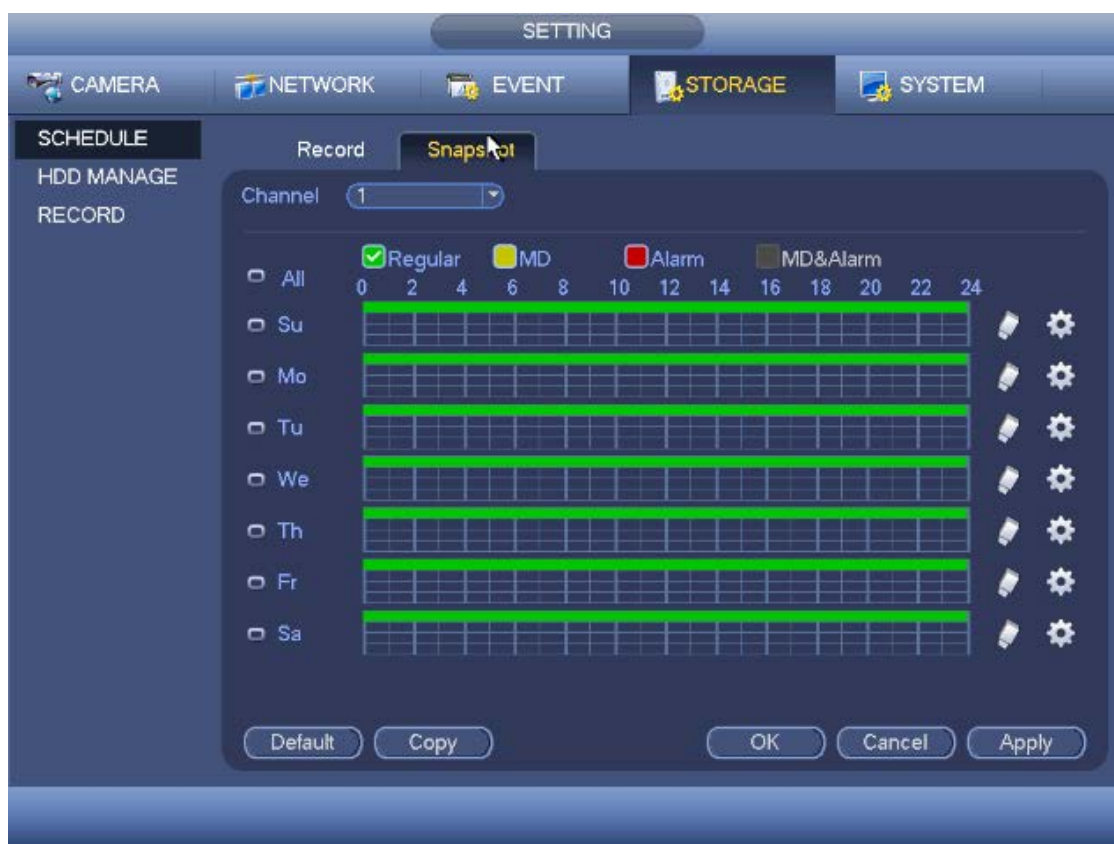 SETTING
CAMERA NETWORK EVENT STORAGE SYSTEM
SCHEDULE
HDD MANAGE
RECORD
Record Snapshot
Channel 1
Regular MD Alarm MD&Alarm
All 0 2 4 6 8 10 12 14 16 18 20 22 24
Su
Mo
Tu
We
Th
Fr
Sa
Default Copy OK Cancel Apply